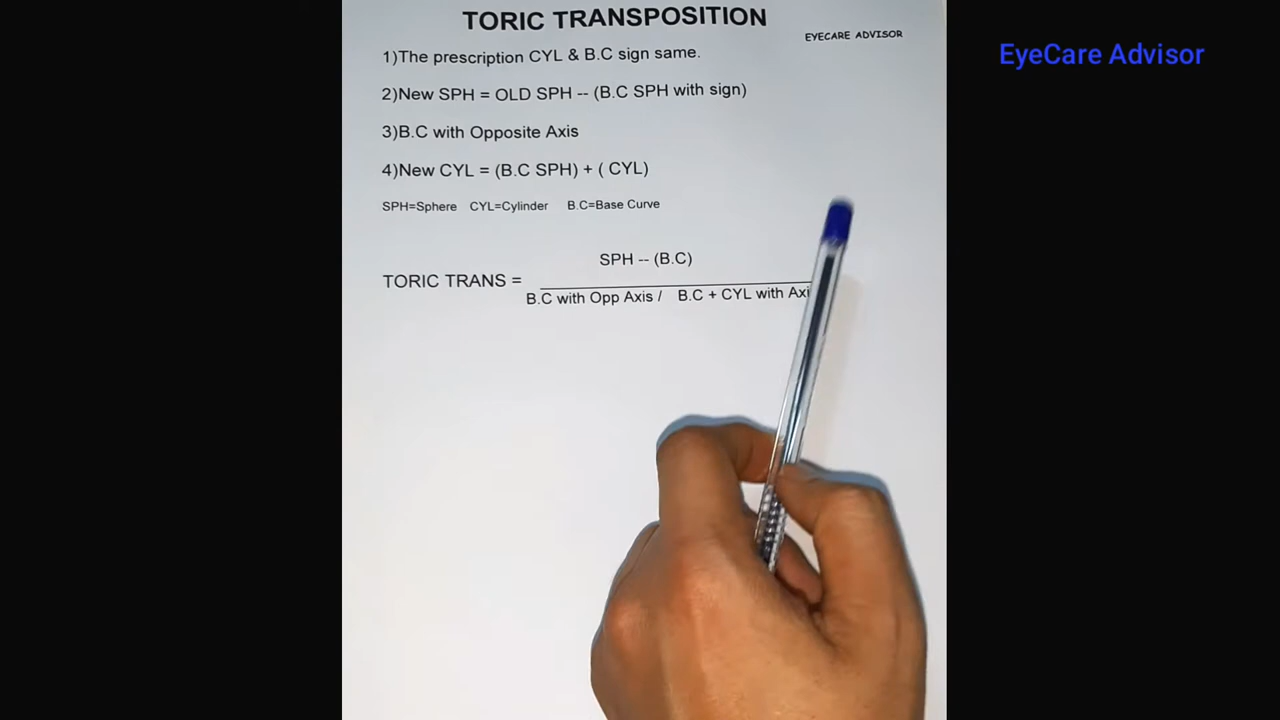 TORIC TRANSPOSITION
EYECARE ADVISOR
EyeCare Advisor
1)The prescription CYL & B.C sign same.
2)New SPH = OLD SPH -- (B.C SPH with sign)
3)B.C with Opposite Axis
4)New CYL = (B.C SPH) + ( CYL)
SPH=Sphere CYL=Cylinder B.C=Base Curve
SPH -- (B.C)
TORIC TRANS =
B.C with Opp Axis / B.C + CYL with